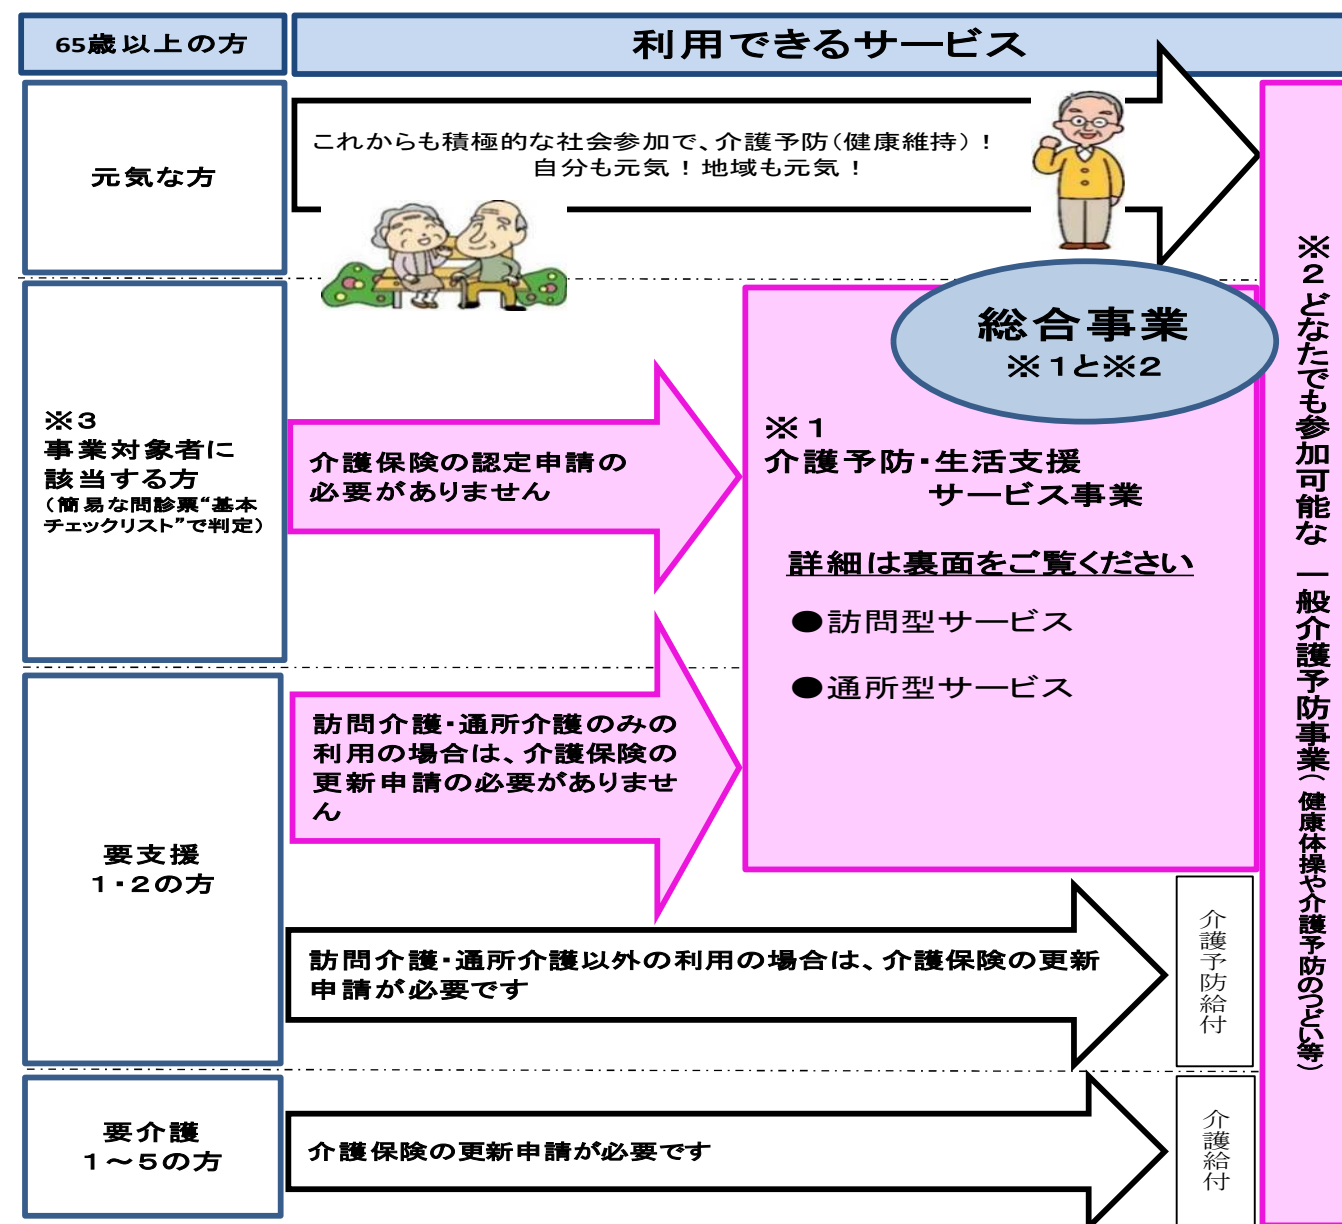 65歳以上の方
利用できるサービス
元気な方
これからも積極的な社会参加で、介護予防(健康維持)！
自分も元気！地域も元気！
総合事業
※1と※2
※3
事業対象者に
該当する方
(簡易な問診票“基本
チェックリスト”で判定)
介護保険の認定申請の
必要がありません
※1
介護予防・生活支援
サービス事業
詳細は裏面をご覧ください
●訪問型サービス
●通所型サービス
要支援
1・2の方
訪問介護・通所介護のみの
利用の場合は、介護保険の
更新申請の必要がありませ
ん
訪問介護・通所介護以外の利用の場合は、介護保険の更新
申請が必要です
介護予防給付
要介護
1～5の方
介護保険の更新申請が必要です
介護給付
※2 どなたでも参加可能な 一般介護予防事業(健康体操や介護予防のつどい等)